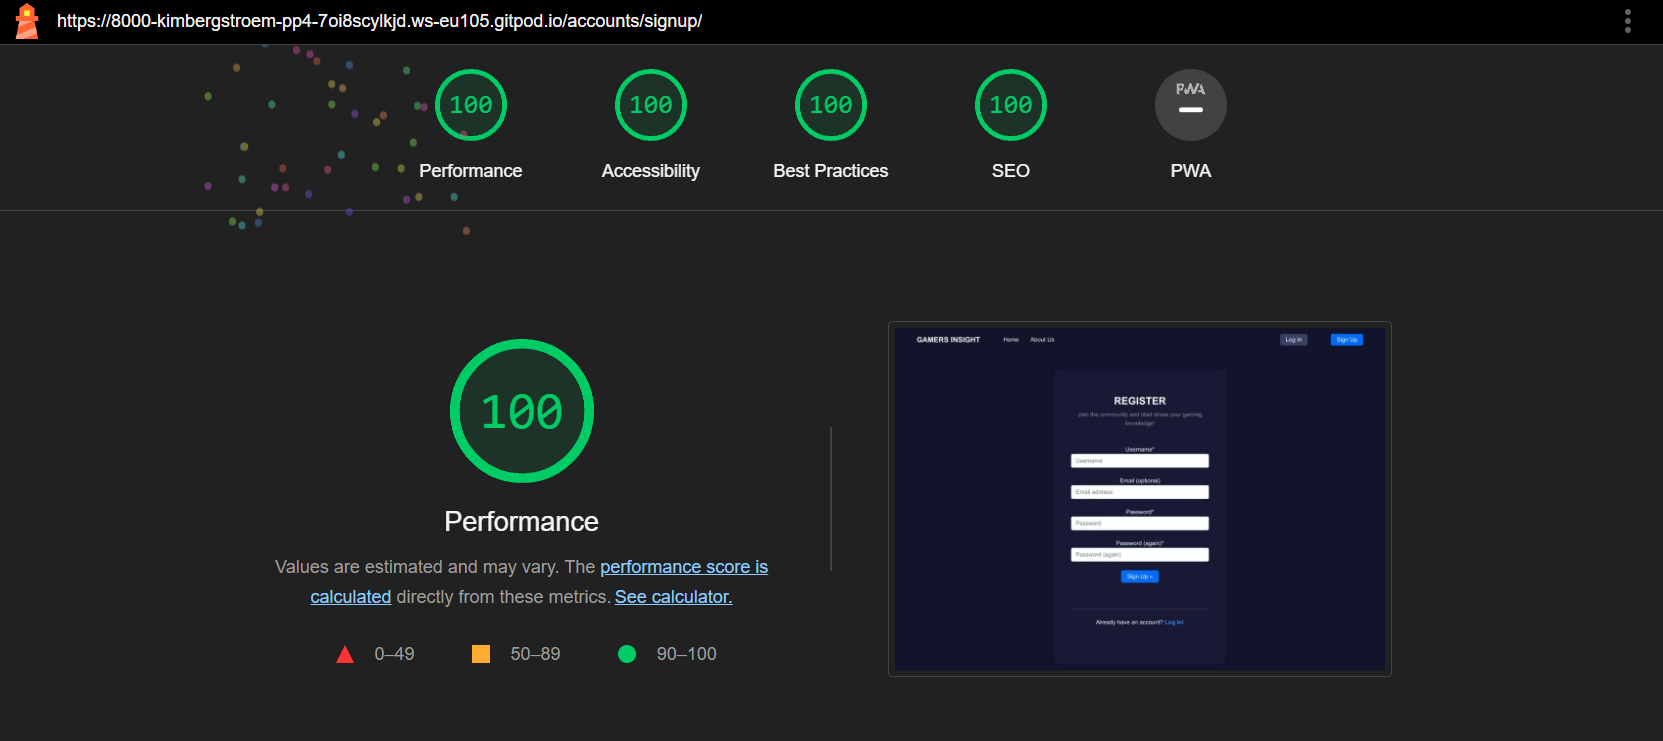 https://8000-kimbergstroem-pp4-7oi8scylkjd.ws-eu105.gitpod.io/accounts/signup/
100 100 100 100 PWA
Performance Accessibility Best Practices SEO PWA
100
Performance
Values are estimated and may vary. The performance score is
calculated directly from these metrics. See calculator.
0–49 50–89 90–100
GAMERS INSIGHT Home About Us Log In Sign Up
REGISTER
Join the community and start share your gaming
knowledge!
Username*
Username
Email (optional)
Email address
Password*
Password
Password (again)*
Password (again)
Sign Up »
Already have an account? Log In!